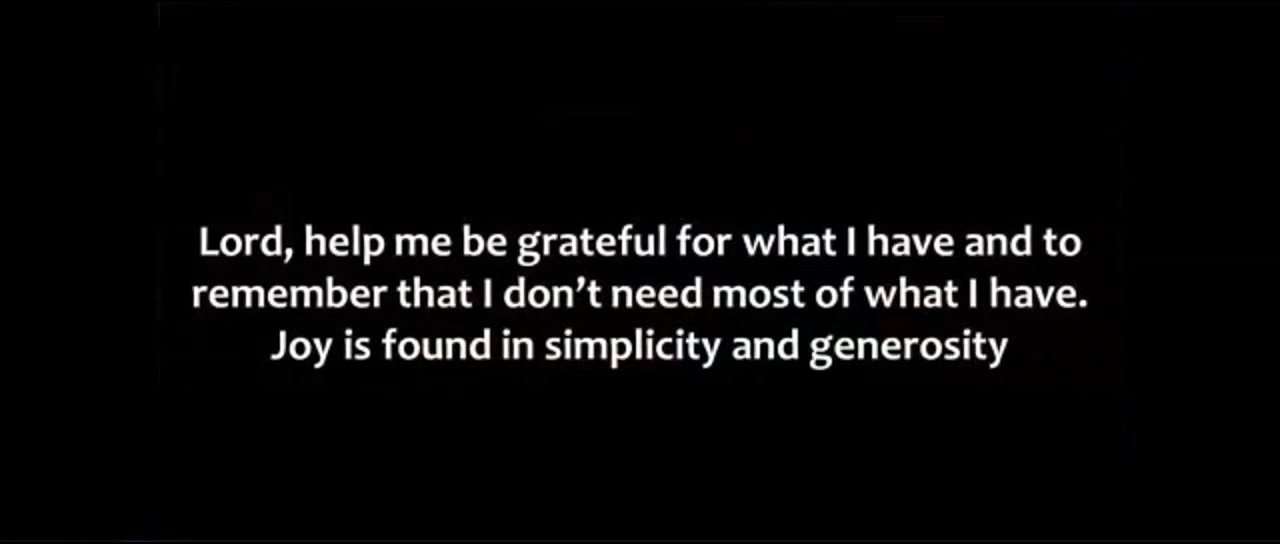 Lord, help me be grateful for what I have and to
remember that I don’t need most of what I have.
Joy is found in simplicity and generosity